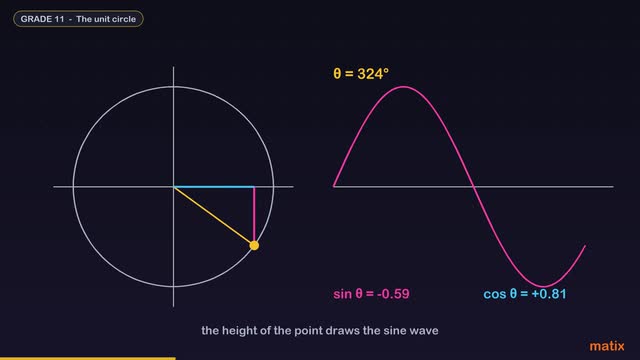 GRADE 11 - The unit circle
θ = 324°
sin θ = -0.59
cos θ = +0.81
the height of the point draws the sine wave
matix